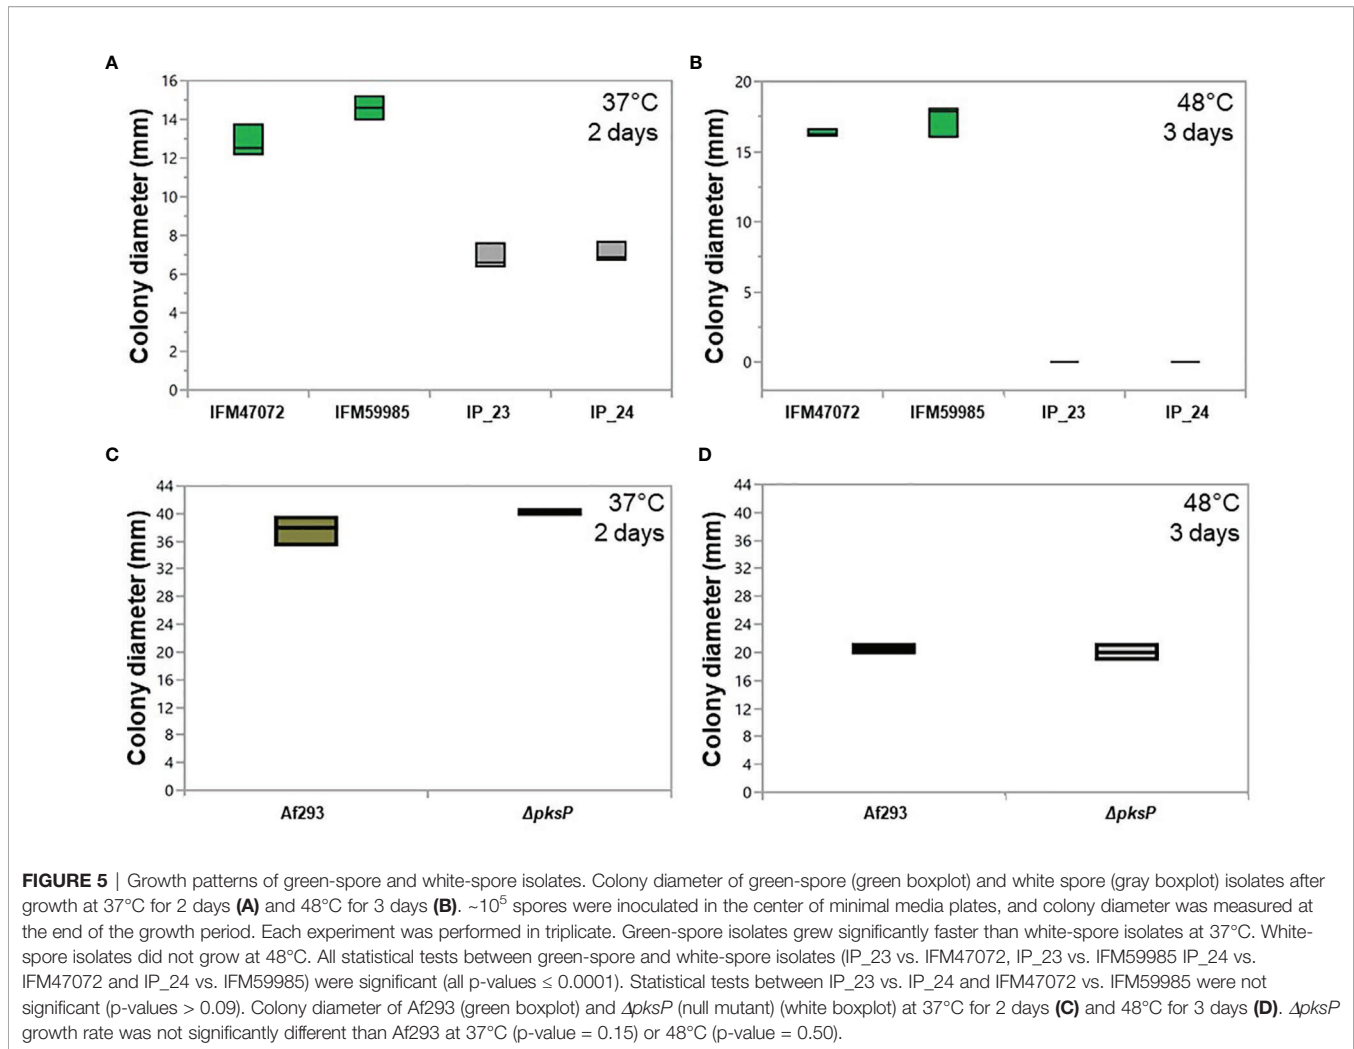 A
16
14
12
10
8
6
4
2
0
Colony diameter (mm)
37°C
2 days
IFM47072 IFM59985 IP_23 IP_24
B
20
15
10
5
0
Colony diameter (mm)
48°C
3 days
IFM47072 IFM59985 IP_23 IP_24
C
44
40
36
32
28
24
20
16
12
8
4
0
Colony diameter (mm)
37°C
2 days
Af293 ΔpksP
D
44
40
36
32
28
24
20
16
12
8
4
0
Colony diameter (mm)
48°C
3 days
Af293 ΔpksP
FIGURE 5 | Growth patterns of green-spore and white-spore isolates. Colony diameter of green-spore (green boxplot) and white spore (gray boxplot) isolates after
growth at 37°C for 2 days (A) and 48°C for 3 days (B). ~10⁵ spores were inoculated in the center of minimal media plates, and colony diameter was measured at
the end of the growth period. Each experiment was performed in triplicate. Green-spore isolates grew significantly faster than white-spore isolates at 37°C. White-
spore isolates did not grow at 48°C. All statistical tests between green-spore and white-spore isolates (IP_23 vs. IFM47072, IP_23 vs. IFM59985 IP_24 vs.
IFM47072 and IP_24 vs. IFM59985) were significant (all p-values ≤ 0.0001). Statistical tests between IP_23 vs. IP_24 and IFM47072 vs. IFM59985 were not
significant (p-values > 0.09). Colony diameter of Af293 (green boxplot) and ΔpksP (null mutant) (white boxplot) at 37°C for 2 days (C) and 48°C for 3 days (D). ΔpksP
growth rate was not significantly different than Af293 at 37°C (p-value = 0.15) or 48°C (p-value = 0.50).